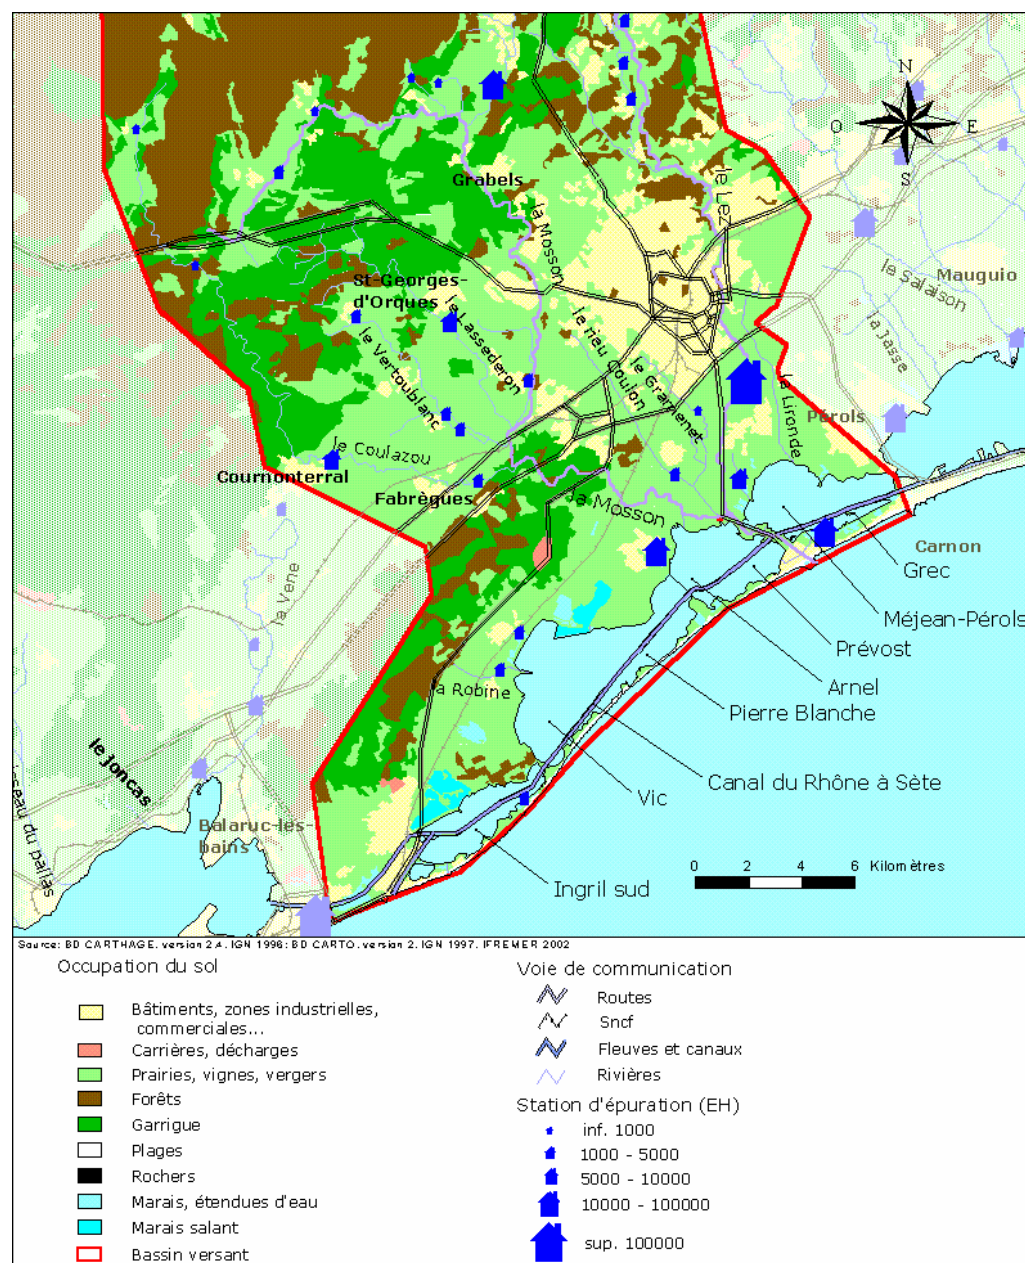 N
O
E
S
Grabels
la Mosson
le Lez
le Salaison
Mauguio
la Jasse
St-Georges-
d'Orques
le Lassederon
le Vertoublanc
le rieu Coulon
le Gramenet
La Lironde
Pérols
le Coulazou
Cournonterral
Fabrègues
la Mosson
Carnon
Grec
Méjean-Pérols
Prévost
Arnel
Pierre Blanche
la Vene
la Robine
Canal du Rhône à Sète
Vic
le Joncas
Balaruc-les-
bains
Ingril sud
0 2 4 6 Kilomètres
Source: BD CARTHAGE, version 2.4, IGN 1996; BD CARTO, version 2, IGN 1997, IFREMER 2002
Occupation du sol
Bâtiments, zones industrielles,
commerciales...
Carrières, décharges
Prairies, vignes, vergers
Forêts
Garrigue
Plages
Rochers
Marais, étendues d'eau
Marais salant
Bassin versant
Voie de communication
Routes
Sncf
Fleuves et canaux
Rivières
Station d'épuration (EH)
inf. 1000
1000 - 5000
5000 - 10000
10000 - 100000
sup. 100000